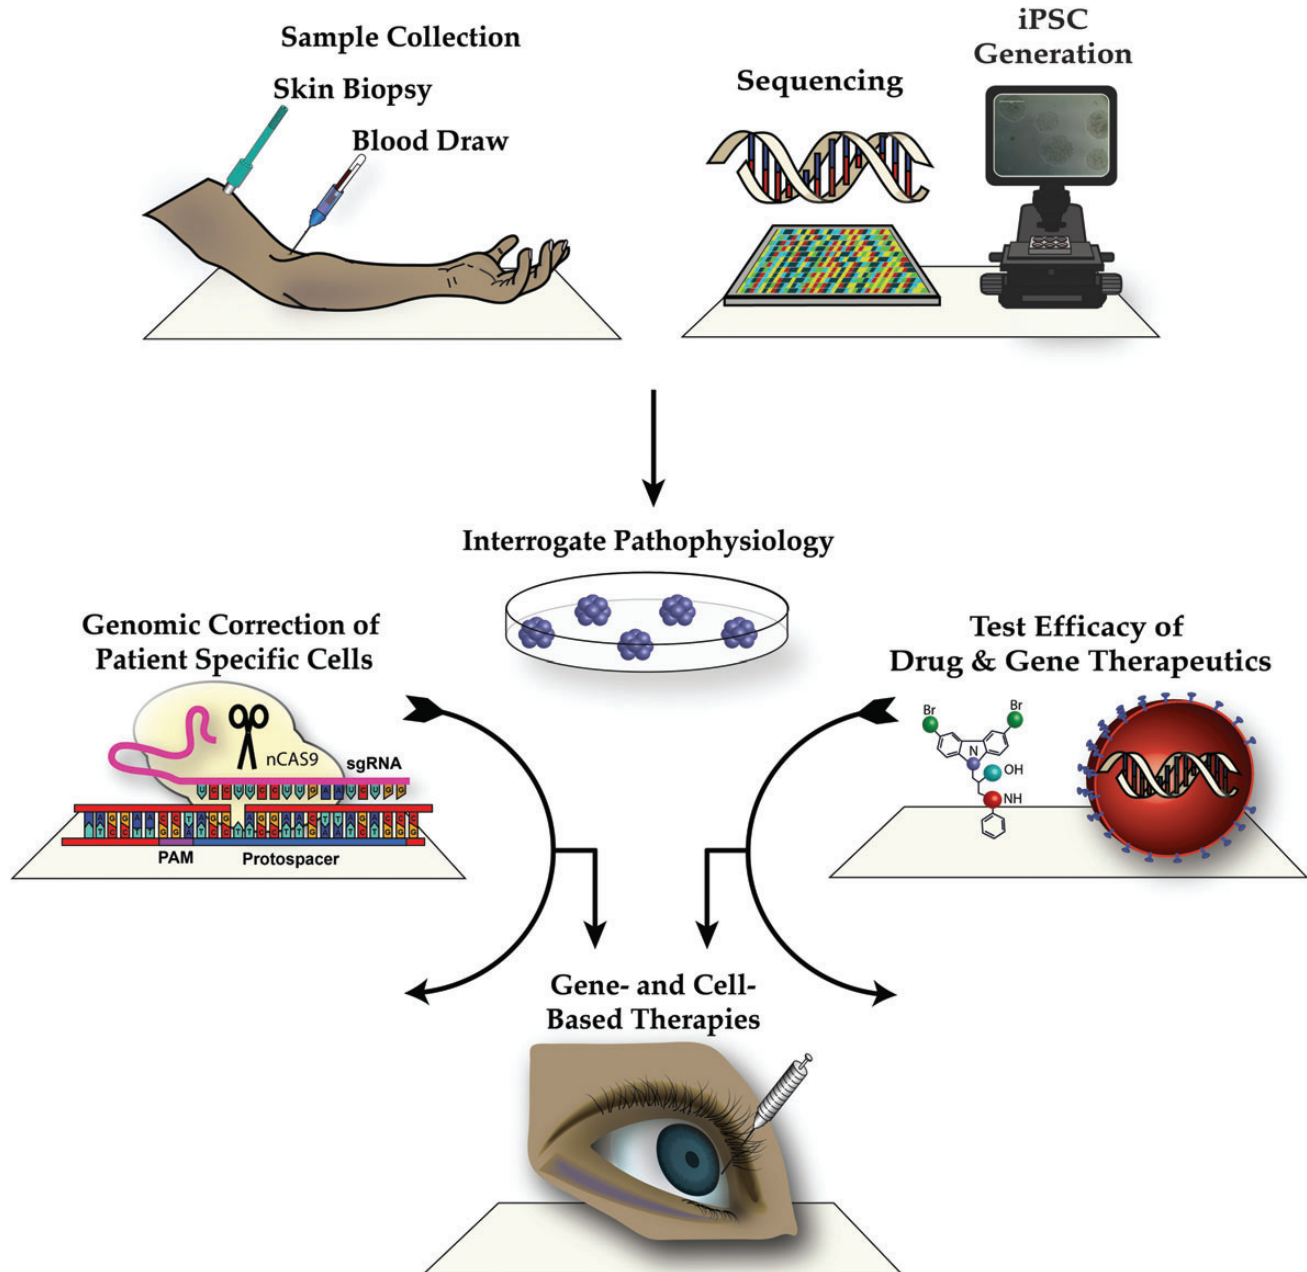 Sample Collection
Skin Biopsy
Blood Draw
Sequencing
iPSC
Generation
Interrogate Pathophysiology
Genomic Correction of
Patient Specific Cells
nCAS9
sgRNA
PAM
Protospacer
Test Efficacy of
Drug & Gene Therapeutics
Br
Br
N
OH
NH
Gene- and Cell-
Based Therapies